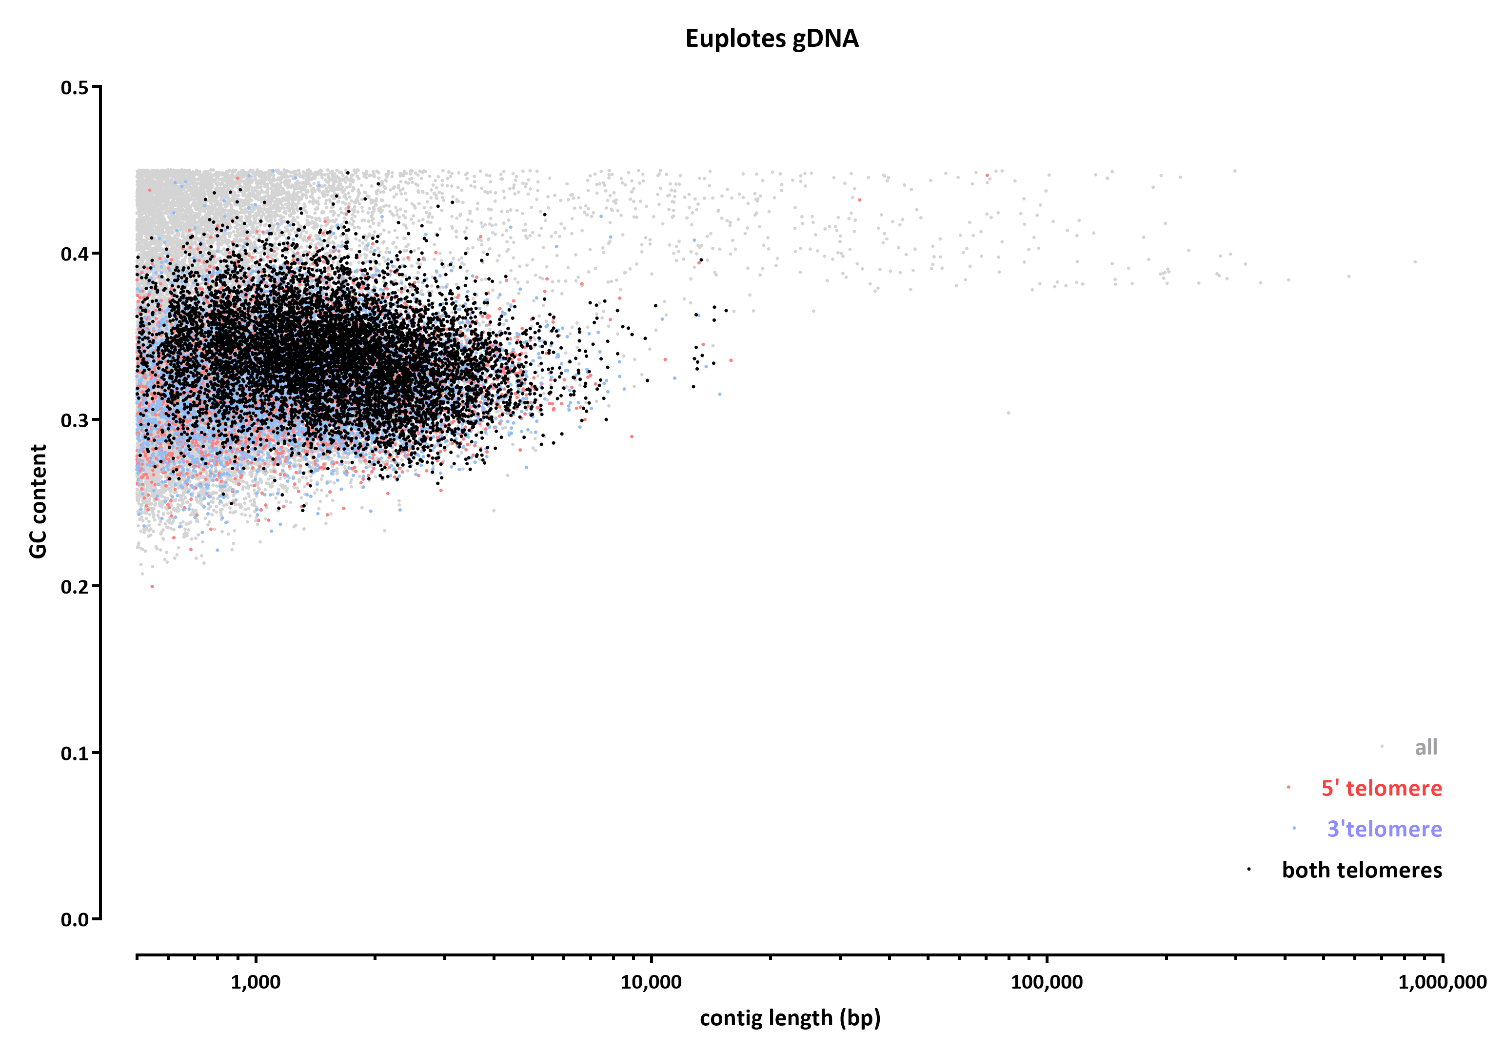 Euplotes gDNA
0.5
0.4
0.3
0.2
0.1
0.0
GC content
all
5' telomere
3'telomere
both telomeres
1,000
10,000
100,000
1,000,000
contig length (bp)